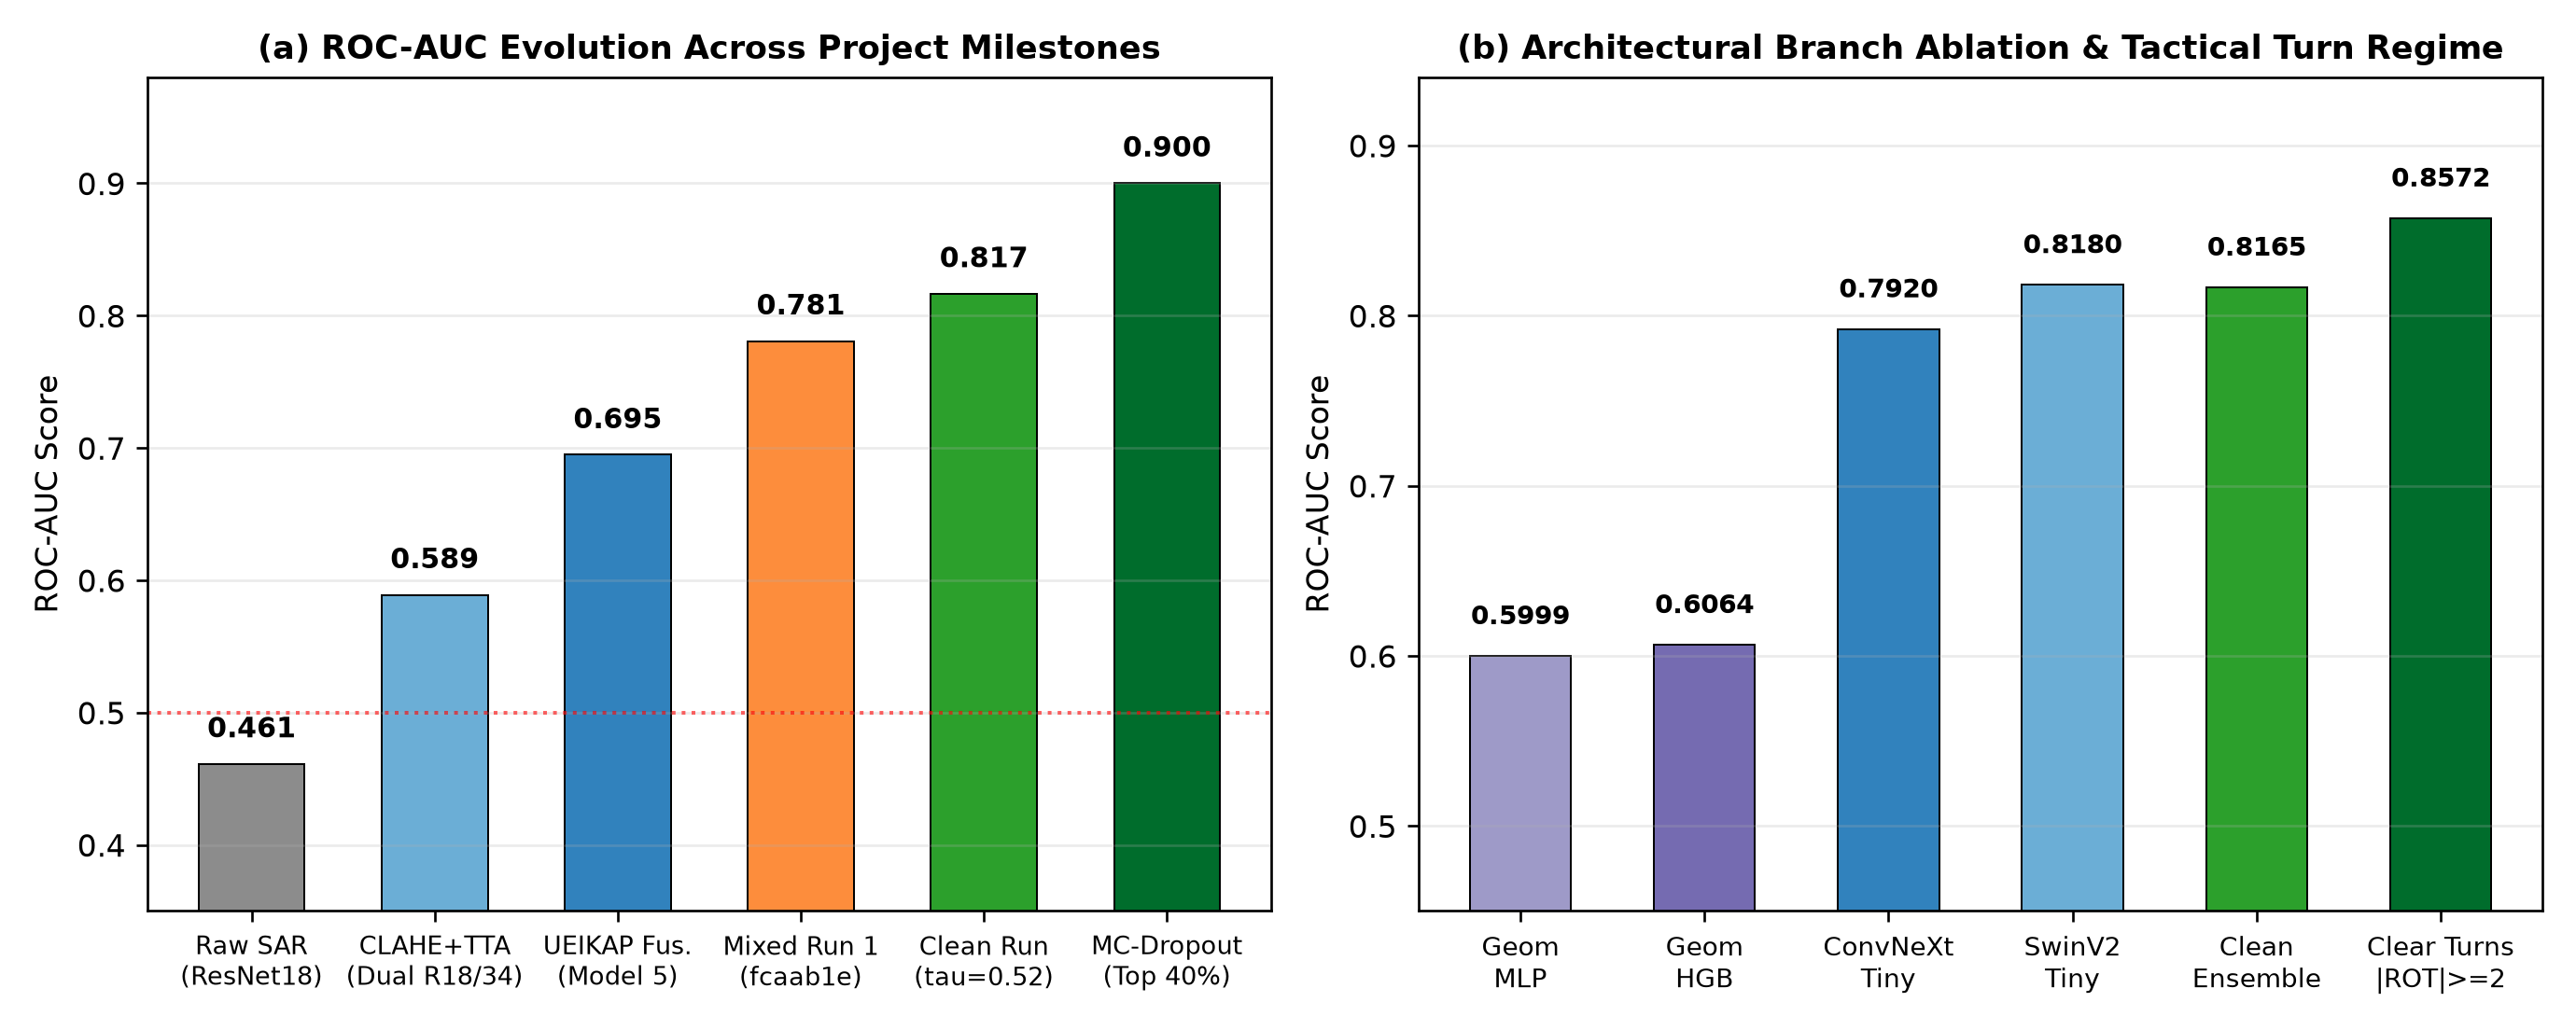 (a) ROC-AUC Evolution Across Project Milestones
ROC-AUC Score
0.9
0.8
0.7
0.6
0.5
0.4
0.461
0.589
0.695
0.781
0.817
0.900
Raw SAR
(ResNet18)
CLAHE+TTA
(Dual R18/34)
UEIKAP Fus.
(Model 5)
Mixed Run 1
(fcaab1e)
Clean Run
(tau=0.52)
MC-Dropout
(Top 40%)
(b) Architectural Branch Ablation & Tactical Turn Regime
ROC-AUC Score
0.9
0.8
0.7
0.6
0.5
0.5999
0.6064
0.7920
0.8180
0.8165
0.8572
Geom
MLP
Geom
HGB
ConvNeXt
Tiny
SwinV2
Tiny
Clean
Ensemble
Clear Turns
|ROT|>=2